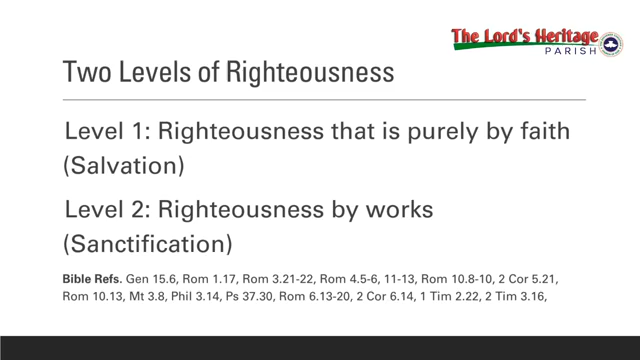 The Lord's Heritage
PARISH
Two Levels of Righteousness
Level 1: Righteousness that is purely by faith
(Salvation)
Level 2: Righteousness by works
(Sanctification)
Bible Refs. Gen 15.6, Rom 1.17, Rom 3.21-22, Rom 4.5-6, 11-13, Rom 10.8-10, 2 Cor 5.21,
Rom 10.13, Mt 3.8, Phil 3.14, Ps 37.30, Rom 6.13-20, 2 Cor 6.14, 1 Tim 2.22, 2 Tim 3.16,